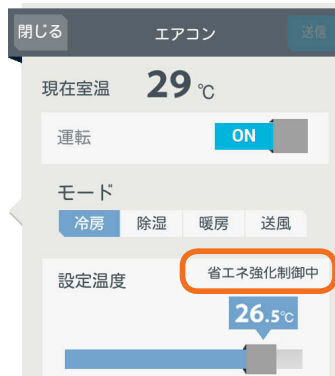 閉じる エアコン 送信
現在室温 29 ℃
運転 ON
モード
冷房 除湿 暖房 送風
設定温度 省エネ強化制御中
26.5℃